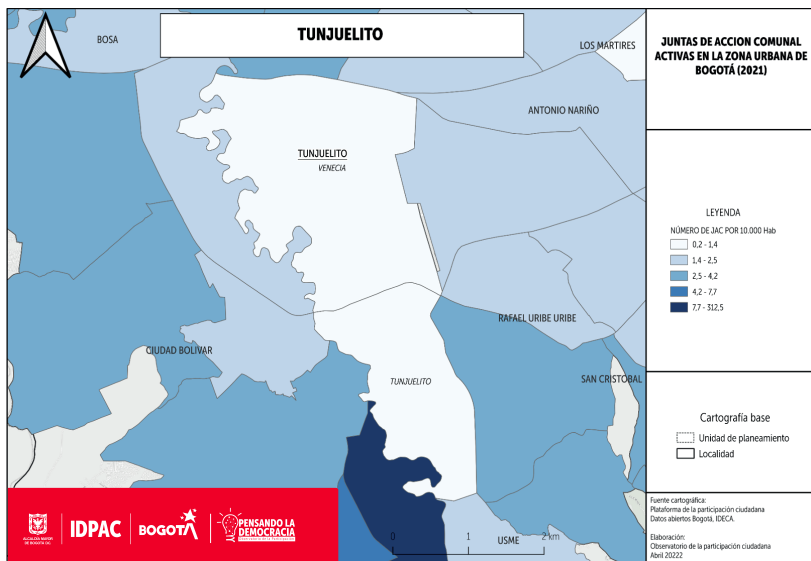 TUNJUELITO
BOSA
LOS MARTIRES
ANTONIO NARIÑO
TUNJUELITO
VENECIA
RAFAEL URIBE URIBE
CIUDAD BOLIVAR
SAN CRISTOBAL
TUNJUELITO
USME
0 1 2 km
ALCALDÍA MAYOR
DE BOGOTÁ D.C.
IDPAC
BOGOTÁ
PENSANDO LA
DEMOCRACIA
JUNTAS DE ACCION COMUNAL
ACTIVAS EN LA ZONA URBANA DE
BOGOTÁ (2021)
LEYENDA
NÚMERO DE JAC POR 10.000 Hab
0,2 - 1,4
1,4 - 2,5
2,5 - 4,2
4,2 - 7,7
7,7 - 312,5
Cartografía base
Unidad de planeamiento
Localidad
Fuente cartográfica:
Plataforma de la participación ciudadana
Datos abiertos Bogotá, IDECA.
Elaboración:
Observatorio de la participación ciudadana
Abril 20222